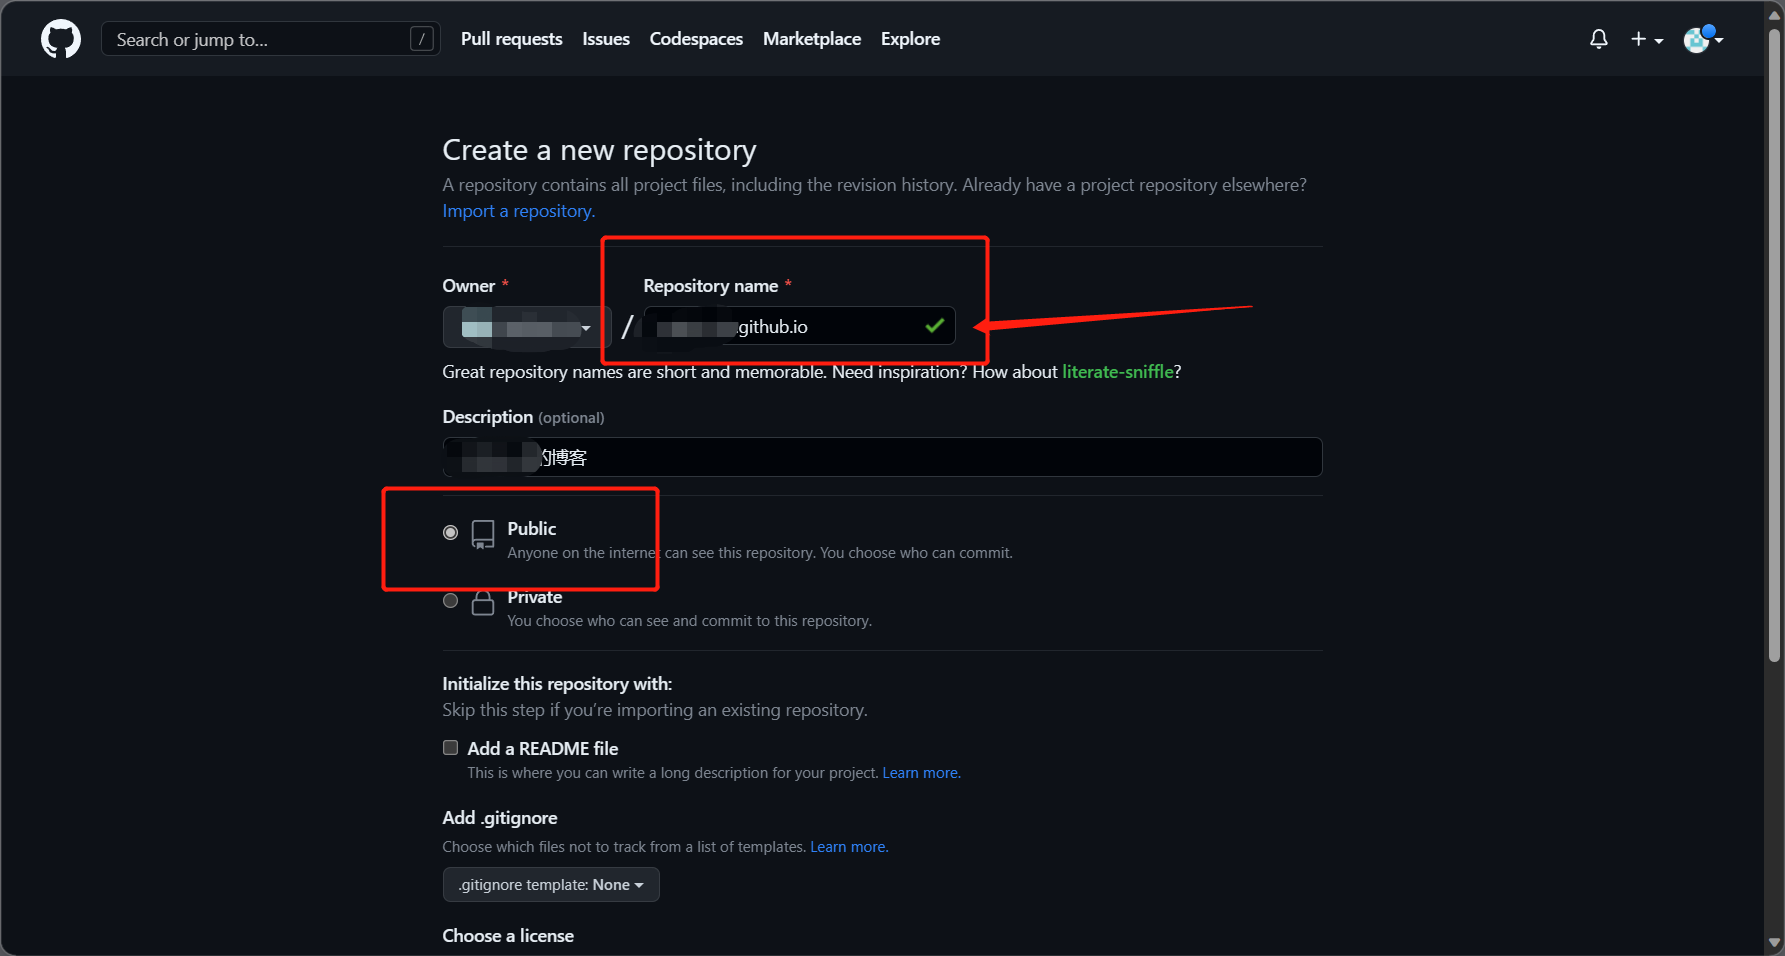 Search or jump to... /
Pull requests Issues Codespaces Marketplace Explore
Create a new repository
A repository contains all project files, including the revision history. Already have a project repository elsewhere?
Import a repository.
Owner * Repository name *
/ .github.io
Great repository names are short and memorable. Need inspiration? How about literate-sniffle?
Description (optional)
的博客
Public
Anyone on the internet can see this repository. You choose who can commit.
Private
You choose who can see and commit to this repository.
Initialize this repository with:
Skip this step if you’re importing an existing repository.
Add a README file
This is where you can write a long description for your project. Learn more.
Add .gitignore
Choose which files not to track from a list of templates. Learn more.
.gitignore template: None
Choose a license